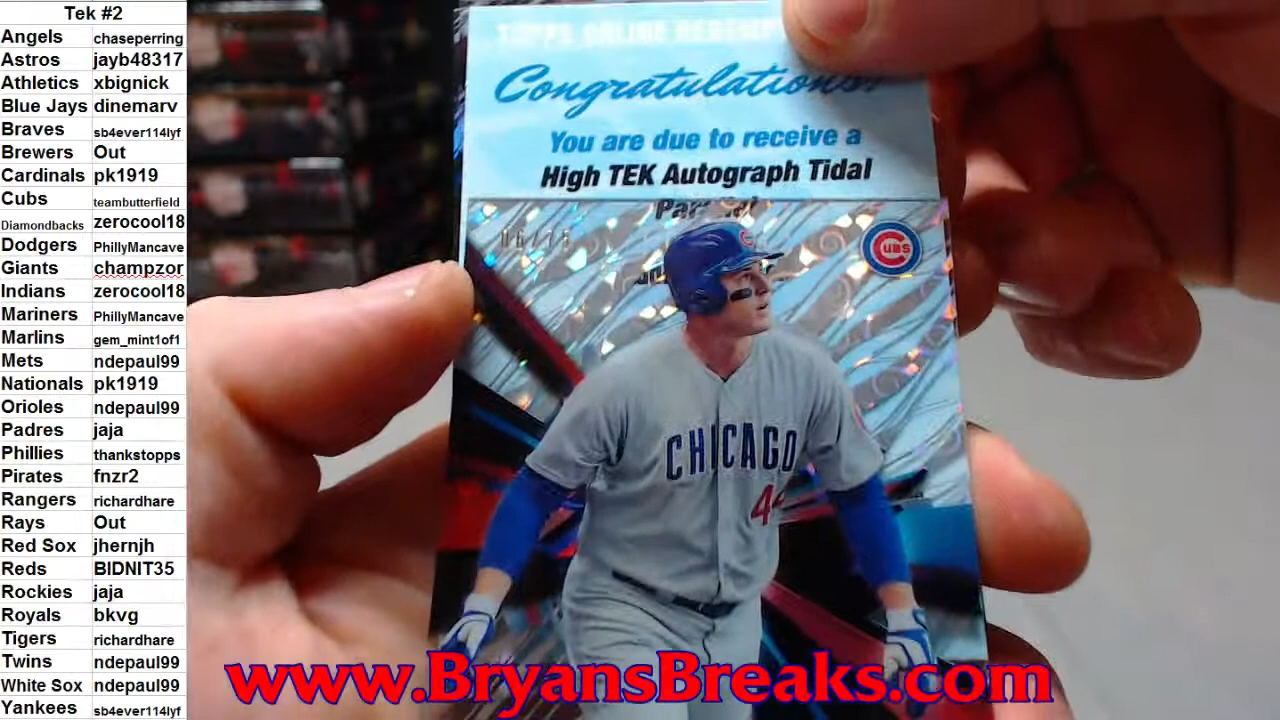 Tek #2
Angels chaseperring
Astros jayb48317
Athletics xbignick
Blue Jays dinemarv
Braves sb4ever114lyf
Brewers Out
Cardinals pk1919
Cubs teambutterfield
Diamondbacks zerocool18
Dodgers PhillyMancave
Giants champzor
Indians zerocool18
Mariners PhillyMancave
Marlins gem_mint1of1
Mets ndepaul99
Nationals pk1919
Orioles ndepaul99
Padres jaja
Phillies thankstopps
Pirates fnzr2
Rangers richardhare
Rays Out
Red Sox jhernjh
Reds BIDNIT35
Rockies jaja
Royals bkvg
Tigers richardhare
Twins ndepaul99
White Sox ndepaul99
Yankees sb4ever114lyf
TOPPS ONLINE
Congratulations!
You are due to receive a
High TEK Autograph Tidal
06/75
CUBS
CHICAGO
44
www.BryansBreaks.com